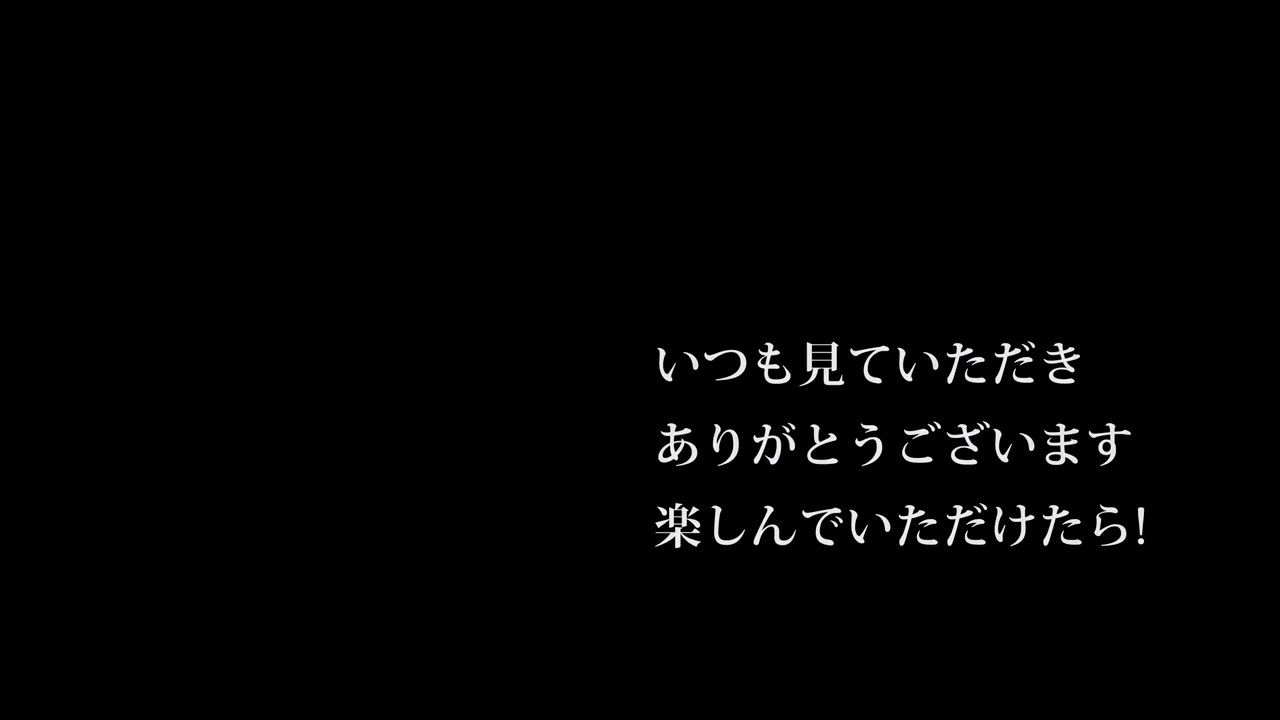 いつも見ていただき
ありがとうございます
楽しんでいただけたら!